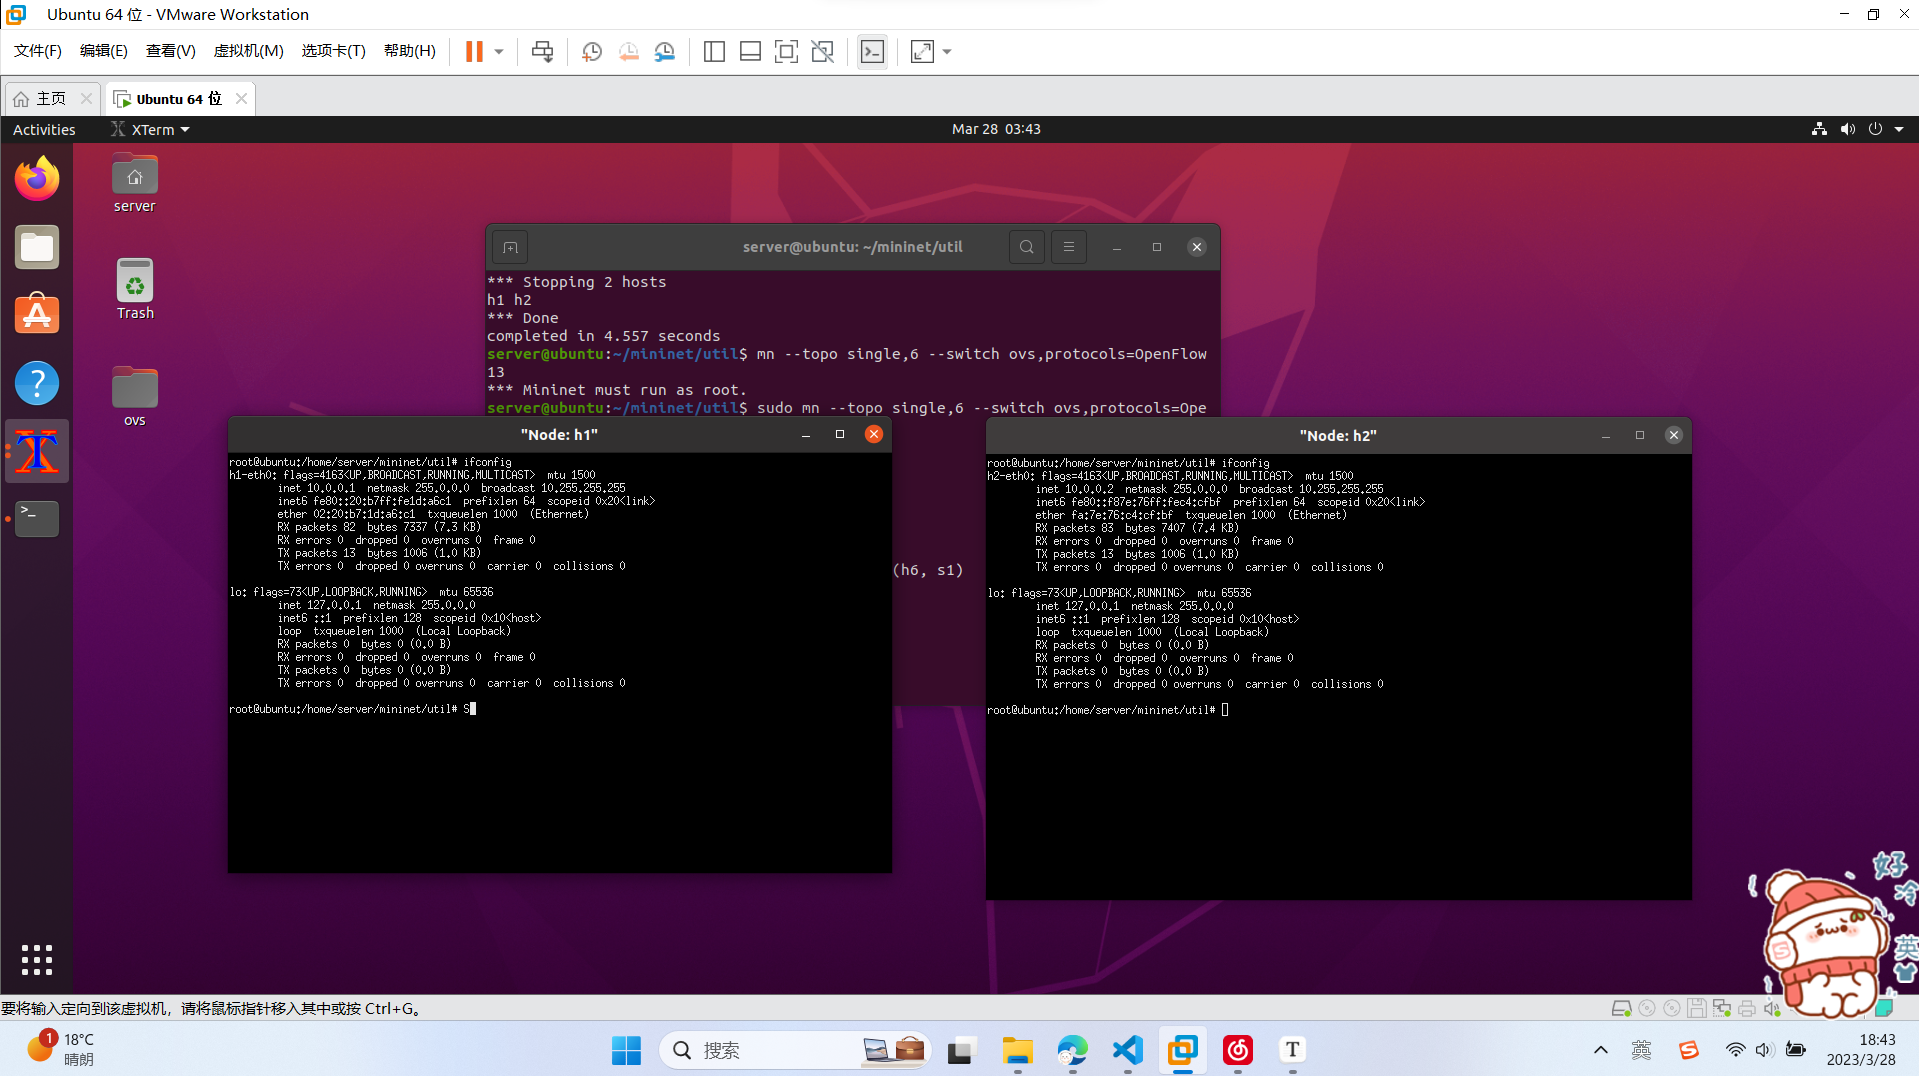 Ubuntu 64 位 - VMware Workstation
文件(F) 编辑(E) 查看(V) 虚拟机(M) 选项卡(T) 帮助(H)
主页 Ubuntu 64 位
Activities XTerm Mar 28 03:43
server
Trash
ovs
server@ubuntu: ~/mininet/util
*** Stopping 2 hosts
h1 h2
*** Done
completed in 4.557 seconds
server@ubuntu:~/mininet/util$ mn --topo single,6 --switch ovs,protocols=OpenFlow
13
*** Mininet must run as root.
server@ubuntu:~/mininet/util$ sudo mn --topo single,6 --switch ovs,protocols=Ope
(h6, s1)
"Node: h1"
root@ubuntu:/home/server/mininet/util# ifconfig
h1-eth0: flags=4163<UP,BROADCAST,RUNNING,MULTICAST> mtu 1500
inet 10.0.0.1 netmask 255.0.0.0 broadcast 10.255.255.255
inet6 fe80::20:b7ff:fe1d:a6c1 prefixlen 64 scopeid 0x20<link>
ether 02:20:b7:1d:a6:c1 txqueuelen 1000 (Ethernet)
RX packets 82 bytes 7337 (7.3 KB)
RX errors 0 dropped 0 overruns 0 frame 0
TX packets 13 bytes 1006 (1.0 KB)
TX errors 0 dropped 0 overruns 0 carrier 0 collisions 0
lo: flags=73<UP,LOOPBACK,RUNNING> mtu 65536
inet 127.0.0.1 netmask 255.0.0.0
inet6 ::1 prefixlen 128 scopeid 0x10<host>
loop txqueuelen 1000 (Local Loopback)
RX packets 0 bytes 0 (0.0 B)
RX errors 0 dropped 0 overruns 0 frame 0
TX packets 0 bytes 0 (0.0 B)
TX errors 0 dropped 0 overruns 0 carrier 0 collisions 0
root@ubuntu:/home/server/mininet/util# S
"Node: h2"
root@ubuntu:/home/server/mininet/util# ifconfig
h2-eth0: flags=4163<UP,BROADCAST,RUNNING,MULTICAST> mtu 1500
inet 10.0.0.2 netmask 255.0.0.0 broadcast 10.255.255.255
inet6 fe80::f87e:76ff:fec4:cfbf prefixlen 64 scopeid 0x20<link>
ether fa:7e:76:c4:cf:bf txqueuelen 1000 (Ethernet)
RX packets 83 bytes 7407 (7.4 KB)
RX errors 0 dropped 0 overruns 0 frame 0
TX packets 13 bytes 1006 (1.0 KB)
TX errors 0 dropped 0 overruns 0 carrier 0 collisions 0
lo: flags=73<UP,LOOPBACK,RUNNING> mtu 65536
inet 127.0.0.1 netmask 255.0.0.0
inet6 ::1 prefixlen 128 scopeid 0x10<host>
loop txqueuelen 1000 (Local Loopback)
RX packets 0 bytes 0 (0.0 B)
RX errors 0 dropped 0 overruns 0 frame 0
TX packets 0 bytes 0 (0.0 B)
TX errors 0 dropped 0 overruns 0 carrier 0 collisions 0
root@ubuntu:/home/server/mininet/util#
好冷
英
要将输入定向到该虚拟机，请将鼠标指针移入其中或按 Ctrl+G。
1 18°C
晴朗
搜索
英
18:43
2023/3/28